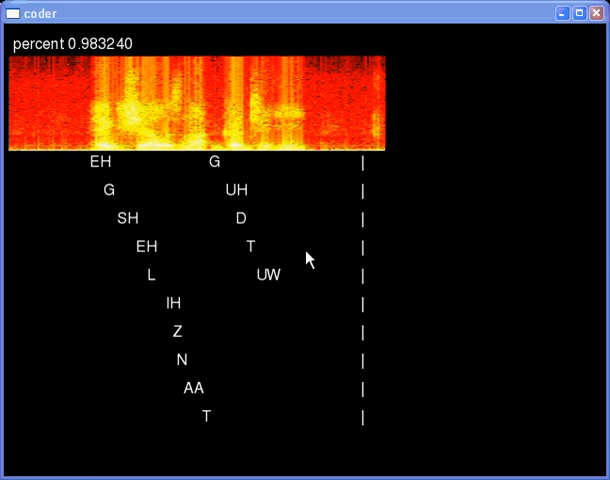 coder
percent 0.983240
EH G |
G UH |
SH D |
EH T |
L UW |
IH |
Z |
N |
AA |
T |